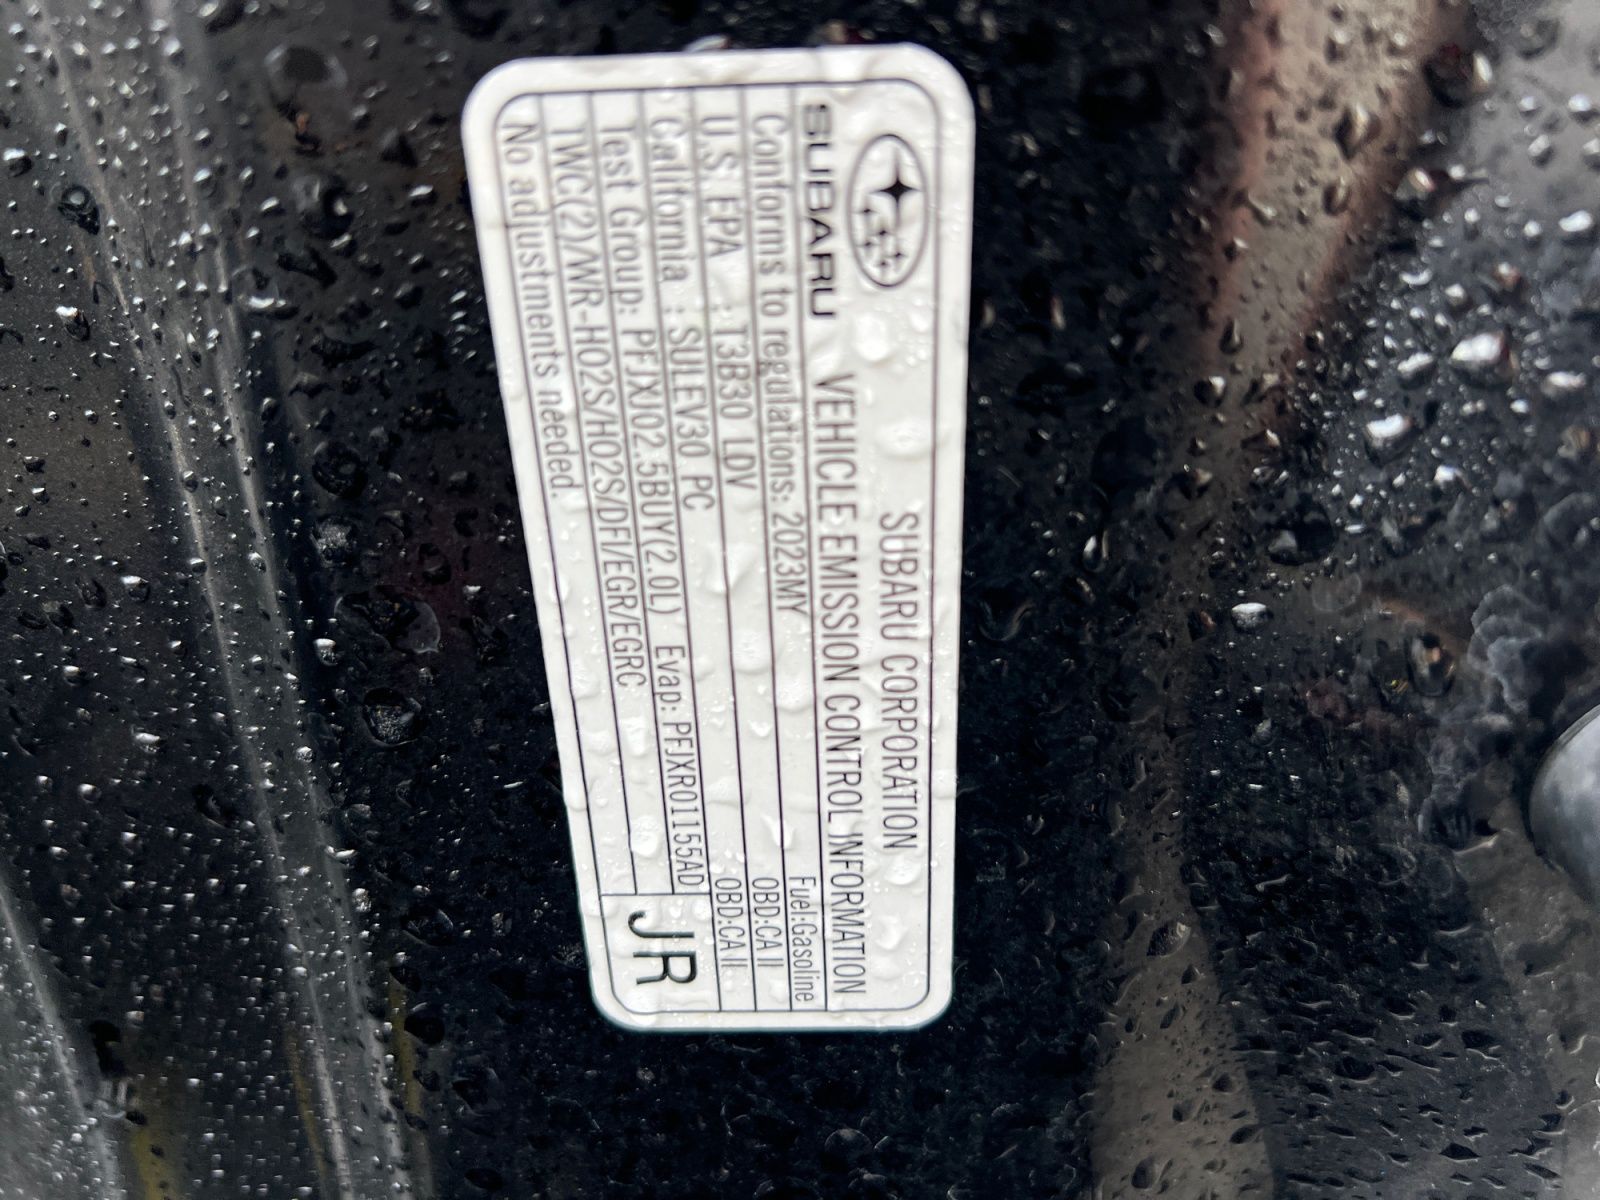 SUBARU CORPORATION
SUBARU VEHICLE EMISSION CONTROL INFORMATION
Conforms to regulations: 2023MY Fuel:Gasoline
U.S. EPA : T3B30 LDV OBD:CA II
California : SULEV30 PC OBD:CA II
Test Group: PFJXJ02.5BUY(2.0L) Evap: PFJXR01155AD
TWC(2)/WR-HO2S/HO2S/DFI/EGR/EGRC
No adjustments needed.
JR